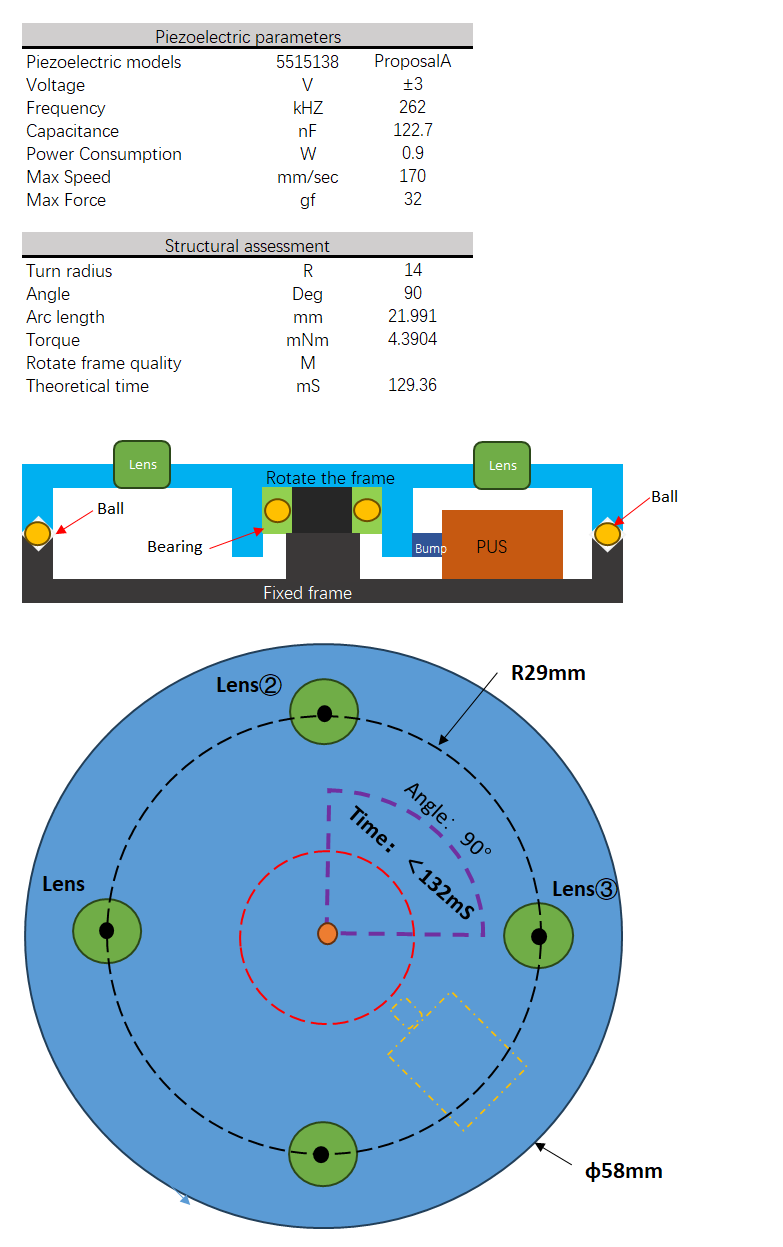 Piezoelectric parameters
Piezoelectric models 5515138 ProposalA
Voltage V ±3
Frequency kHZ 262
Capacitance nF 122.7
Power Consumption W 0.9
Max Speed mm/sec 170
Max Force gf 32
Structural assessment
Turn radius R 14
Angle Deg 90
Arc length mm 21.991
Torque mNm 4.3904
Rotate frame quality M
Theoretical time mS 129.36
Lens
Lens
Rotate the frame
Ball
Ball
Bearing
Bump
PUS
Fixed frame
Lens②
R29mm
Angle：90°
Time：<132mS
Lens
Lens③
ϕ58mm